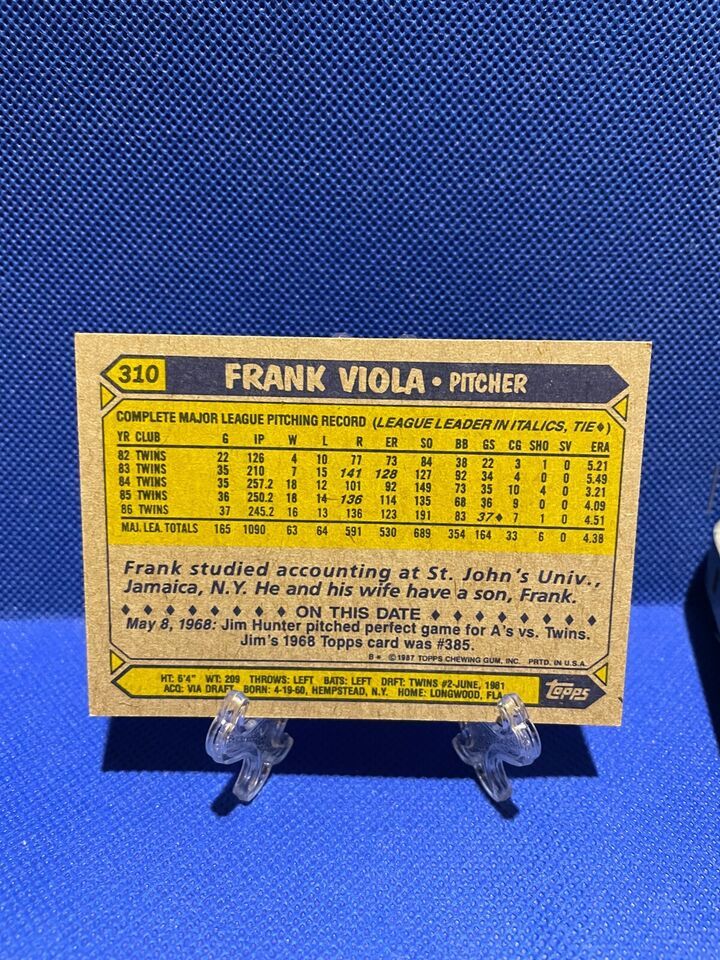 310 FRANK VIOLA • PITCHER
COMPLETE MAJOR LEAGUE PITCHING RECORD (LEAGUE LEADER IN ITALICS, TIE♦)
YR CLUB G IP W L R ER SO BB GS CG SHO SV ERA
82 TWINS 22 126 4 10 77 73 84 38 22 3 1 0 5.21
83 TWINS 35 210 7 15 141 128 127 92 34 4 0 0 5.49
84 TWINS 35 257.2 18 12 101 92 149 73 35 10 4 0 3.21
85 TWINS 36 250.2 18 14 136 114 135 68 36 9 0 0 4.09
86 TWINS 37 245.2 16 13 136 123 191 83 37♦ 7 1 0 4.51
MAJ. LEA. TOTALS 165 1090 63 64 591 530 689 354 164 33 6 0 4.38
Frank studied accounting at St. John's Univ.,
Jamaica, N.Y. He and his wife have a son, Frank.
♦ ♦ ♦ ♦ ♦ ♦ ♦ ♦ ON THIS DATE ♦ ♦ ♦ ♦ ♦ ♦ ♦ ♦
May 8, 1968: Jim Hunter pitched perfect game for A's vs. Twins.
Jim's 1968 Topps card was #385.
B* ©1987 TOPPS CHEWING GUM, INC. PRTD. IN U.S.A.
HT: 6'4" WT: 209 THROWS: LEFT BATS: LEFT DRFT: TWINS #2-JUNE, 1981
ACQ: VIA DRAFT BORN: 4-19-60, HEMPSTEAD, N.Y. HOME: LONGWOOD, FLA.
Topps